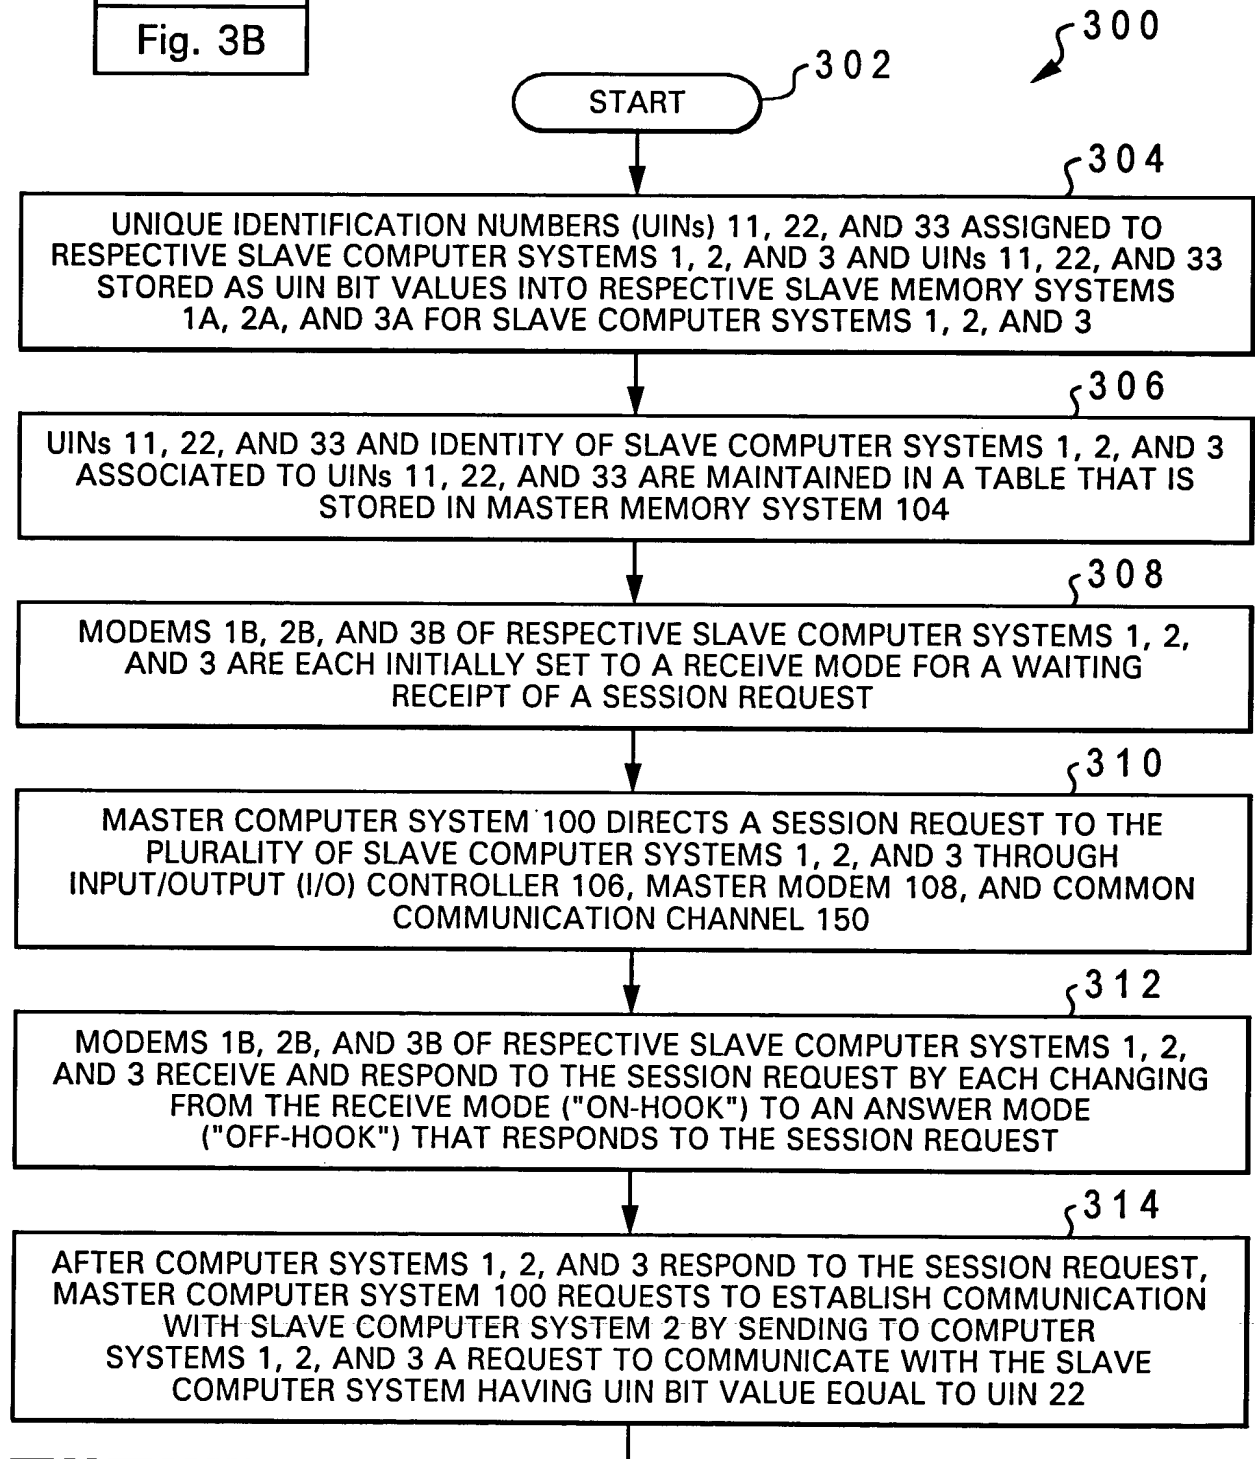 Fig. 3B
300
302
START
304
UNIQUE IDENTIFICATION NUMBERS (UINs) 11, 22, AND 33 ASSIGNED TO
RESPECTIVE SLAVE COMPUTER SYSTEMS 1, 2, AND 3 AND UINs 11, 22, AND 33
STORED AS UIN BIT VALUES INTO RESPECTIVE SLAVE MEMORY SYSTEMS
1A, 2A, AND 3A FOR SLAVE COMPUTER SYSTEMS 1, 2, AND 3
306
UINs 11, 22, AND 33 AND IDENTITY OF SLAVE COMPUTER SYSTEMS 1, 2, AND 3
ASSOCIATED TO UINs 11, 22, AND 33 ARE MAINTAINED IN A TABLE THAT IS
STORED IN MASTER MEMORY SYSTEM 104
308
MODEMS 1B, 2B, AND 3B OF RESPECTIVE SLAVE COMPUTER SYSTEMS 1, 2,
AND 3 ARE EACH INITIALLY SET TO A RECEIVE MODE FOR A WAITING
RECEIPT OF A SESSION REQUEST
310
MASTER COMPUTER SYSTEM 100 DIRECTS A SESSION REQUEST TO THE
PLURALITY OF SLAVE COMPUTER SYSTEMS 1, 2, AND 3 THROUGH
INPUT/OUTPUT (I/O) CONTROLLER 106, MASTER MODEM 108, AND COMMON
COMMUNICATION CHANNEL 150
312
MODEMS 1B, 2B, AND 3B OF RESPECTIVE SLAVE COMPUTER SYSTEMS 1, 2,
AND 3 RECEIVE AND RESPOND TO THE SESSION REQUEST BY EACH CHANGING
FROM THE RECEIVE MODE ("ON-HOOK") TO AN ANSWER MODE
("OFF-HOOK") THAT RESPONDS TO THE SESSION REQUEST
314
AFTER COMPUTER SYSTEMS 1, 2, AND 3 RESPOND TO THE SESSION REQUEST,
MASTER COMPUTER SYSTEM 100 REQUESTS TO ESTABLISH COMMUNICATION
WITH SLAVE COMPUTER SYSTEM 2 BY SENDING TO COMPUTER
SYSTEMS 1, 2, AND 3 A REQUEST TO COMMUNICATE WITH THE SLAVE
COMPUTER SYSTEM HAVING UIN BIT VALUE EQUAL TO UIN 22